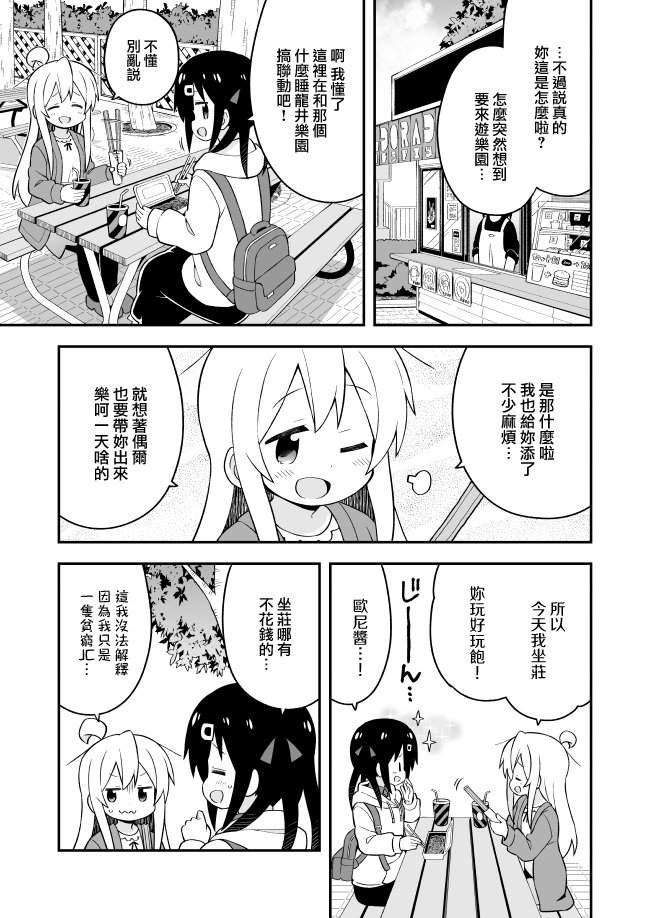 …不過説真的
妳這是怎麼啦?
怎麼突然想到
要來遊樂園…
啊 我懂了
這裡在和那個
什麼睡龍井樂園
搞聯動吧！
不懂
別亂説
是那什麼啦
我也給妳添了
不少麻煩…
就想著偶爾
也要帶妳出來
樂呵一天啥的
所以
今天我坐莊
妳玩好玩飽！
じーーん…
歐尼醬…！
坐莊哪有
不花錢的…
這我沒法解釋
因為我只是
一隻貧窮JC…